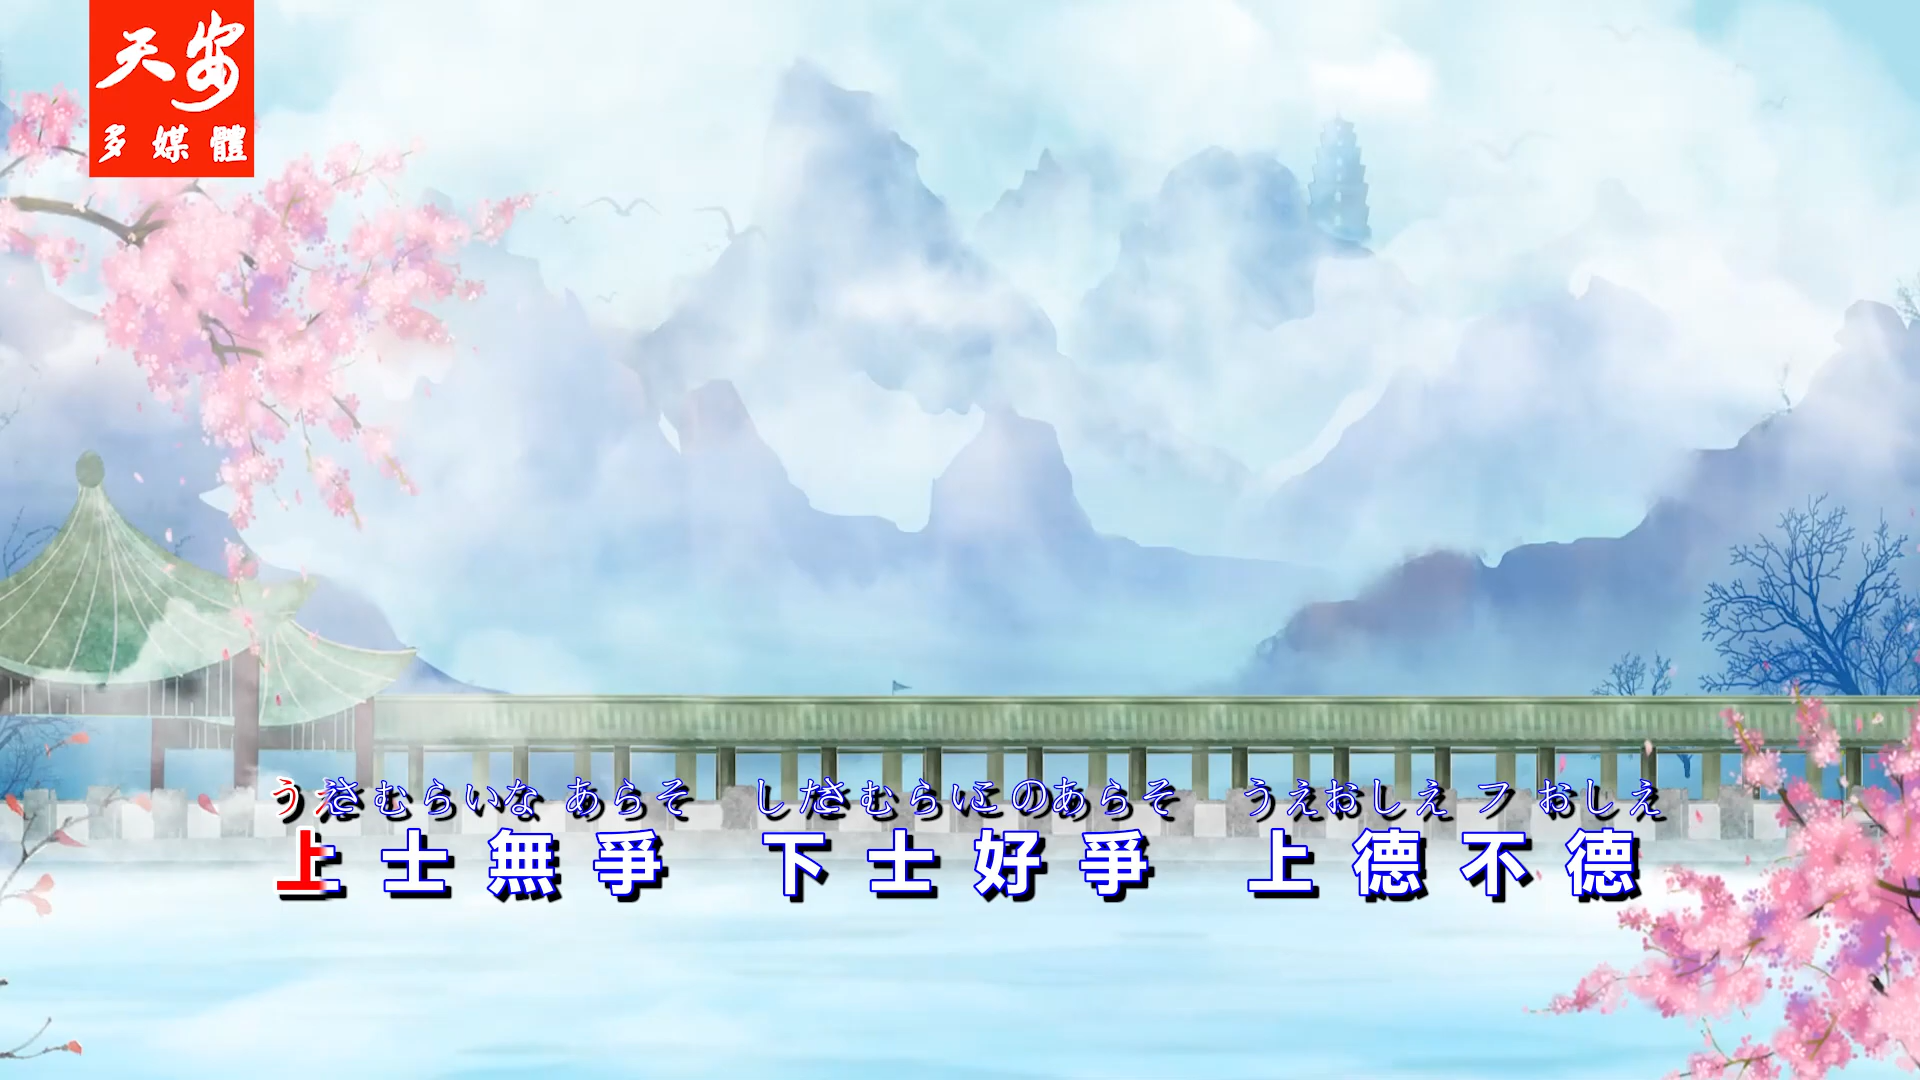 天安
多媒體
うえさむらいな あらそ したさむらいこのあらそ うえおしえ フ おしえ
上士無爭 下士好爭 上德不德